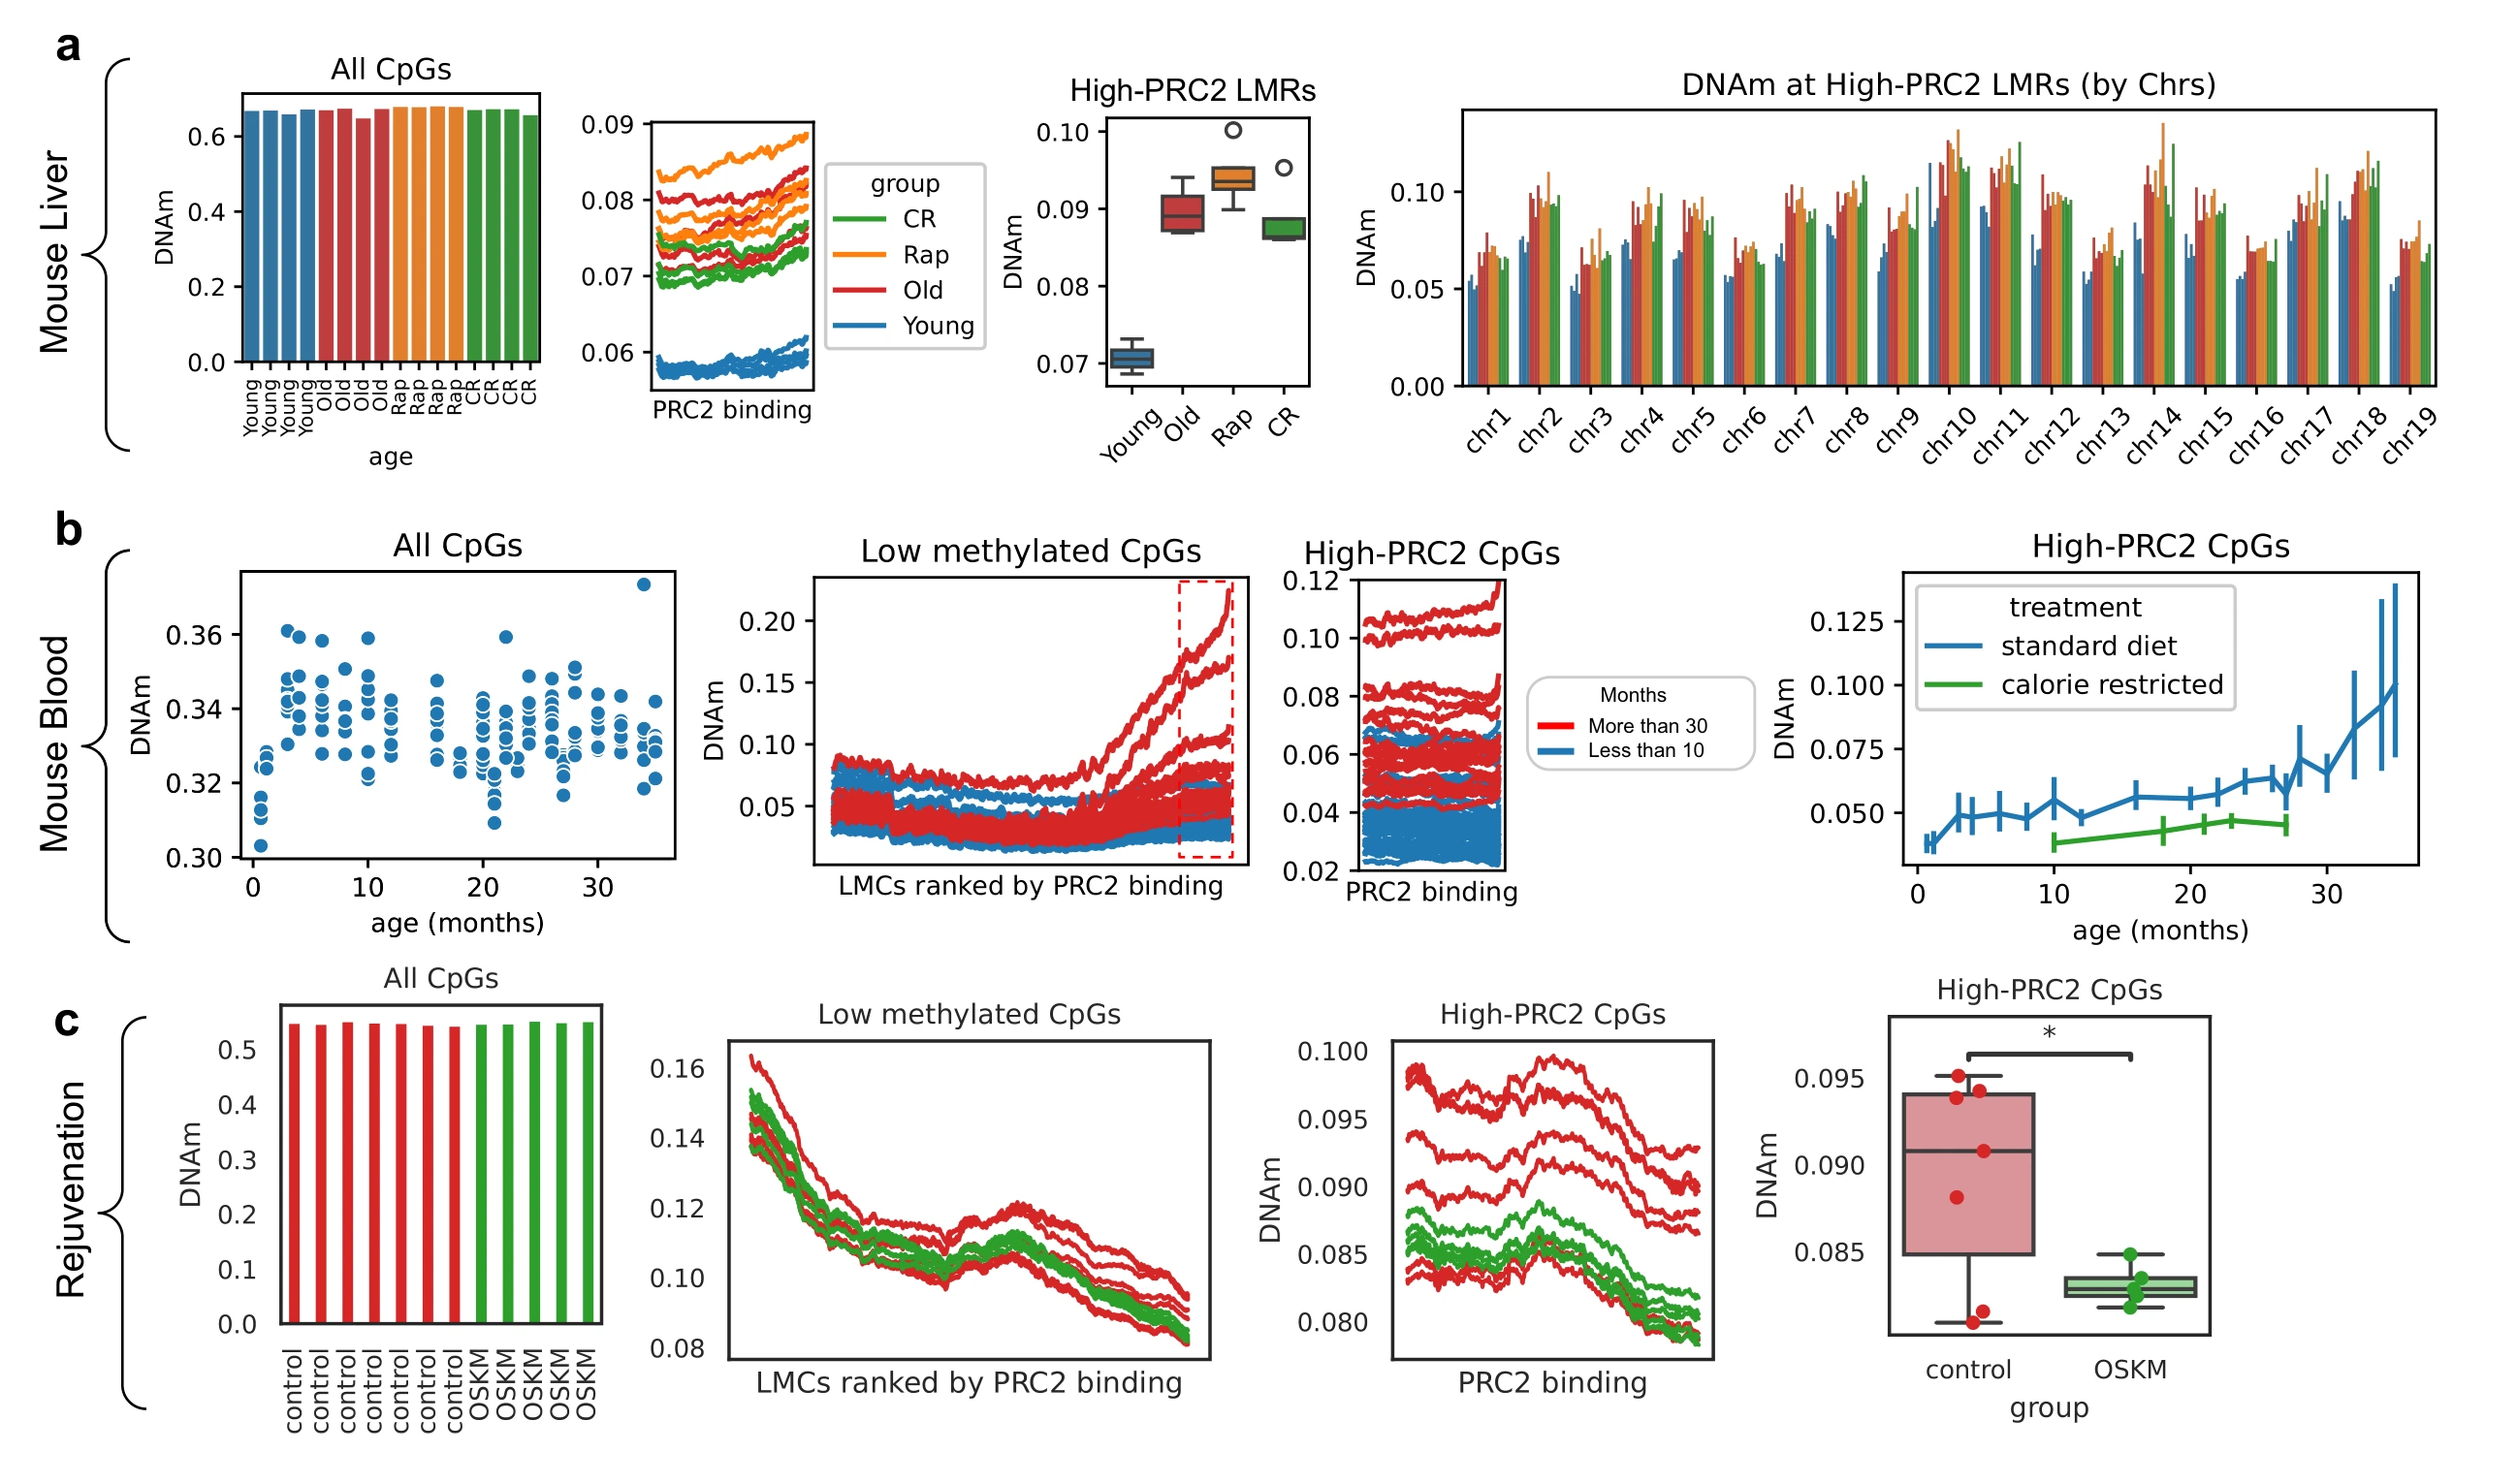 a
Mouse Liver
All CpGs
DNAm
0.6
0.4
0.2
0.0
Young
Young
Young
Young
Old
Old
Old
Old
Rap
Rap
Rap
Rap
CR
CR
CR
CR
age
0.09
0.08
0.07
0.06
PRC2 binding
group
CR
Rap
Old
Young
High-PRC2 LMRs
DNAm
0.10
0.09
0.08
0.07
Young
Old
Rap
CR
DNAm at High-PRC2 LMRs (by Chrs)
DNAm
0.10
0.05
0.00
chr1
chr2
chr3
chr4
chr5
chr6
chr7
chr8
chr9
chr10
chr11
chr12
chr13
chr14
chr15
chr16
chr17
chr18
chr19
b
Mouse Blood
All CpGs
DNAm
0.36
0.34
0.32
0.30
0
10
20
30
age (months)
Low methylated CpGs
DNAm
0.20
0.15
0.10
0.05
LMCs ranked by PRC2 binding
High-PRC2 CpGs
0.12
0.10
0.08
0.06
0.04
0.02
PRC2 binding
Months
More than 30
Less than 10
High-PRC2 CpGs
treatment
standard diet
calorie restricted
DNAm
0.125
0.100
0.075
0.050
0
10
20
30
age (months)
c
Rejuvenation
All CpGs
DNAm
0.5
0.4
0.3
0.2
0.1
0.0
control
control
control
control
control
control
control
OSKM
OSKM
OSKM
OSKM
OSKM
Low methylated CpGs
0.16
0.14
0.12
0.10
0.08
LMCs ranked by PRC2 binding
High-PRC2 CpGs
DNAm
0.100
0.095
0.090
0.085
0.080
PRC2 binding
High-PRC2 CpGs
*
DNAm
0.095
0.090
0.085
control
OSKM
group